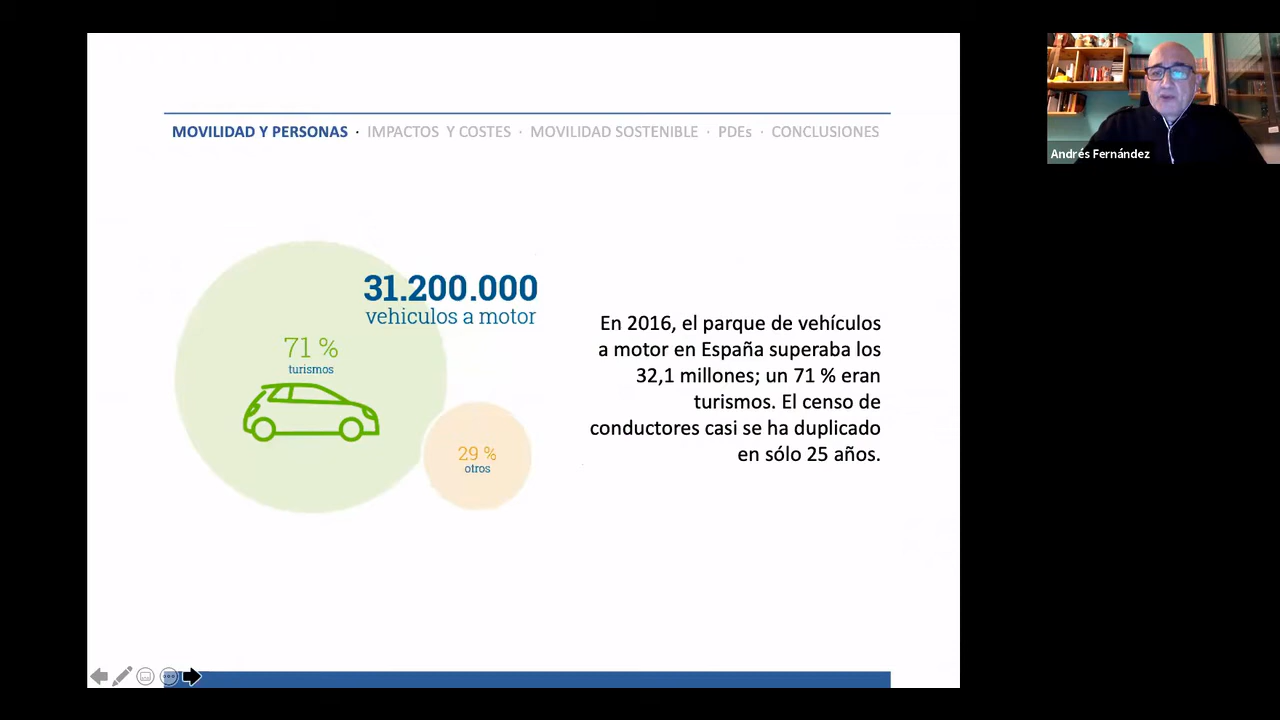 MOVILIDAD Y PERSONAS · IMPACTOS Y COSTES · MOVILIDAD SOSTENIBLE · PDEs · CONCLUSIONES
31.200.000
vehiculos a motor
71 %
turismos
29 %
otros
En 2016, el parque de vehículos
a motor en España superaba los
32,1 millones; un 71 % eran
turismos. El censo de
conductores casi se ha duplicado
en sólo 25 años.
Andrés Fernández